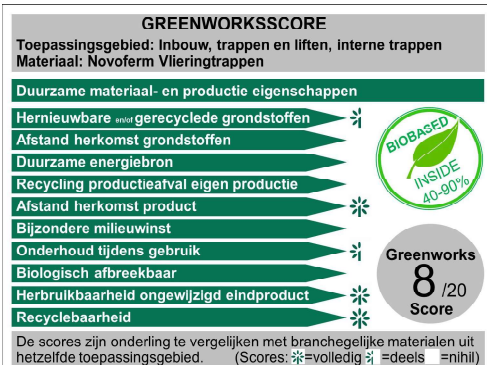 GREENWORKSSCORE
Toepassingsgebied: Inbouw, trappen en liften, interne trappen
Materiaal: Novoferm Vlieringtrappen
Duurzame materiaal- en productie eigenschappen
Hernieuwbare en/of gerecyclede grondstoffen
Afstand herkomst grondstoffen
Duurzame energiebron
Recycling productieafval eigen productie
Afstand herkomst product
Bijzondere milieuwinst
Onderhoud tijdens gebruik
Biologisch afbreekbaar
Herbruikbaarheid ongewijzigd eindproduct
Recyclebaarheid
BIOBASED
INSIDE
40-90%
Greenworks
8 /20
Score
De scores zijn onderling te vergelijken met branchegelijke materialen uit
hetzelfde toepassingsgebied. (Scores: =volledig =deels =nihil)